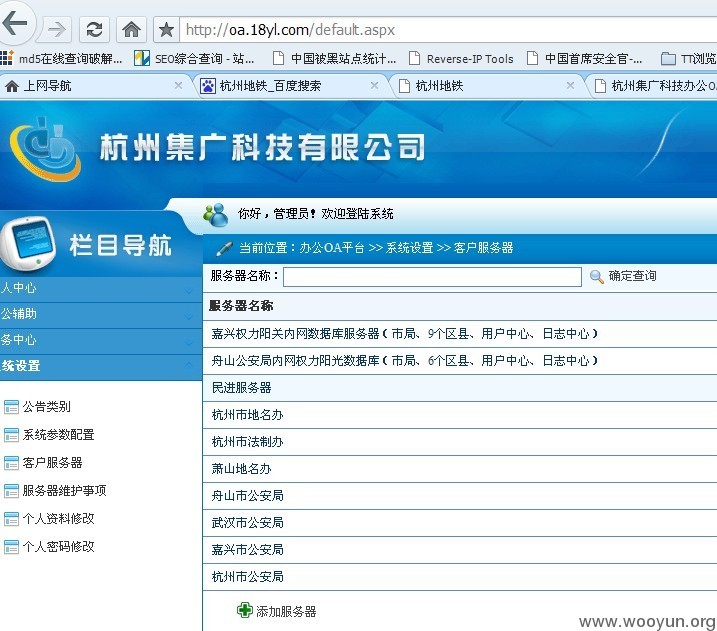 http://oa.18yl.com/default.aspx
md5在线查询破解... SEO综合查询 - 站... 中国被黑站点统计... Reverse-IP Tools 中国首席安全官-... TT浏览
上网导航 杭州地铁_百度搜索 杭州地铁 杭州集广科技办公O
杭州集广科技有限公司
你好，管理员！欢迎登陆系统
栏目导航
当前位置：办公OA平台 >> 系统设置 >> 客户服务器
服务器名称： 确定查询
人中心
公辅助
务中心
统设置
公告类别
系统参数配置
客户服务器
服务器维护事项
个人资料修改
个人密码修改
服务器名称
嘉兴权力阳关内网数据库服务器（市局、9个区县、用户中心、日志中心）
舟山公安局内网权力阳光数据库（市局、6个区县、用户中心、日志中心）
民进服务器
杭州市地名办
杭州市法制办
萧山地名办
舟山市公安局
武汉市公安局
嘉兴市公安局
杭州市公安局
添加服务器
www.wooyun.org